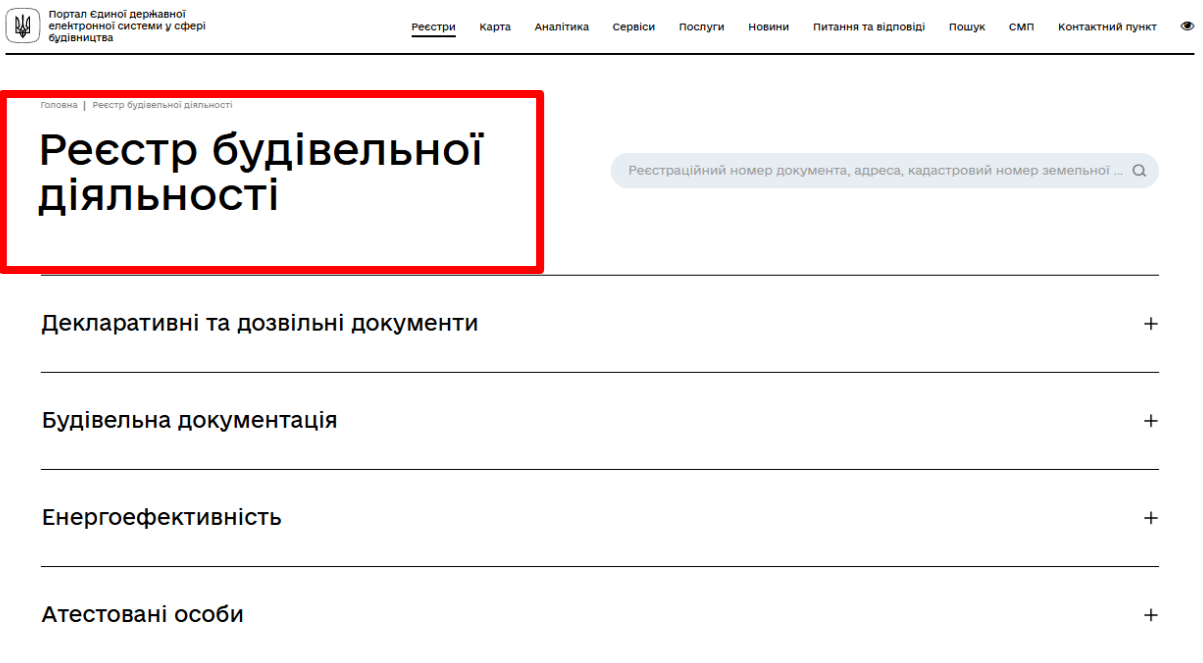 Портал Єдиної державної
електронної системи у сфері
будівництва
Реєстри Карта Аналітика Сервіси Послуги Новини Питання та відповіді Пошук СМП Контактний пункт
Головна | Реєстр будівельної діяльності
Реєстр будівельної
діяльності
Реєстраційний номер документа, адреса, кадастровий номер земельної ...
Декларативні та дозвільні документи
Будівельна документація
Енергоефективність
Атестовані особи